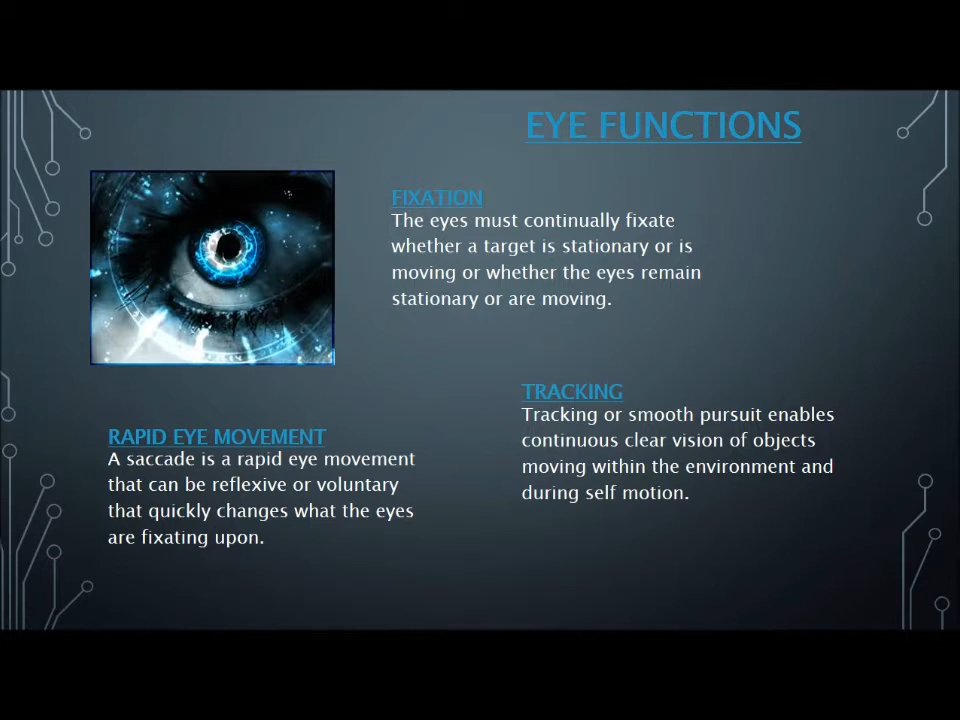 EYE FUNCTIONS
FIXATION
The eyes must continually fixate
whether a target is stationary or is
moving or whether the eyes remain
stationary or are moving.
TRACKING
Tracking or smooth pursuit enables
continuous clear vision of objects
moving within the environment and
during self motion.
RAPID EYE MOVEMENT
A saccade is a rapid eye movement
that can be reflexive or voluntary
that quickly changes what the eyes
are fixating upon.